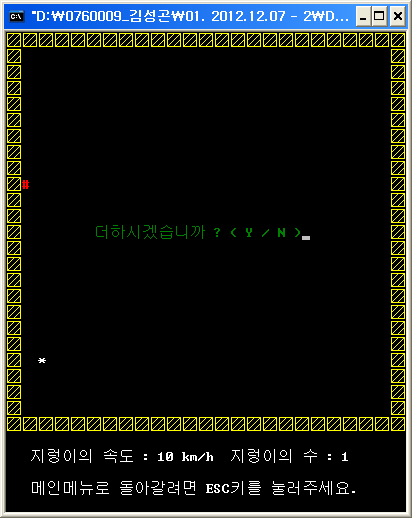 "D:₩0760009_김성곤₩01. 2012.12.07 - 2₩D...
더하시겠습니까 ? ( Y / N )
*
지렁이의 속도 : 10 km/h 지렁이의 수 : 1
메인메뉴로 돌아갈려면 ESC키를 눌러주세요.